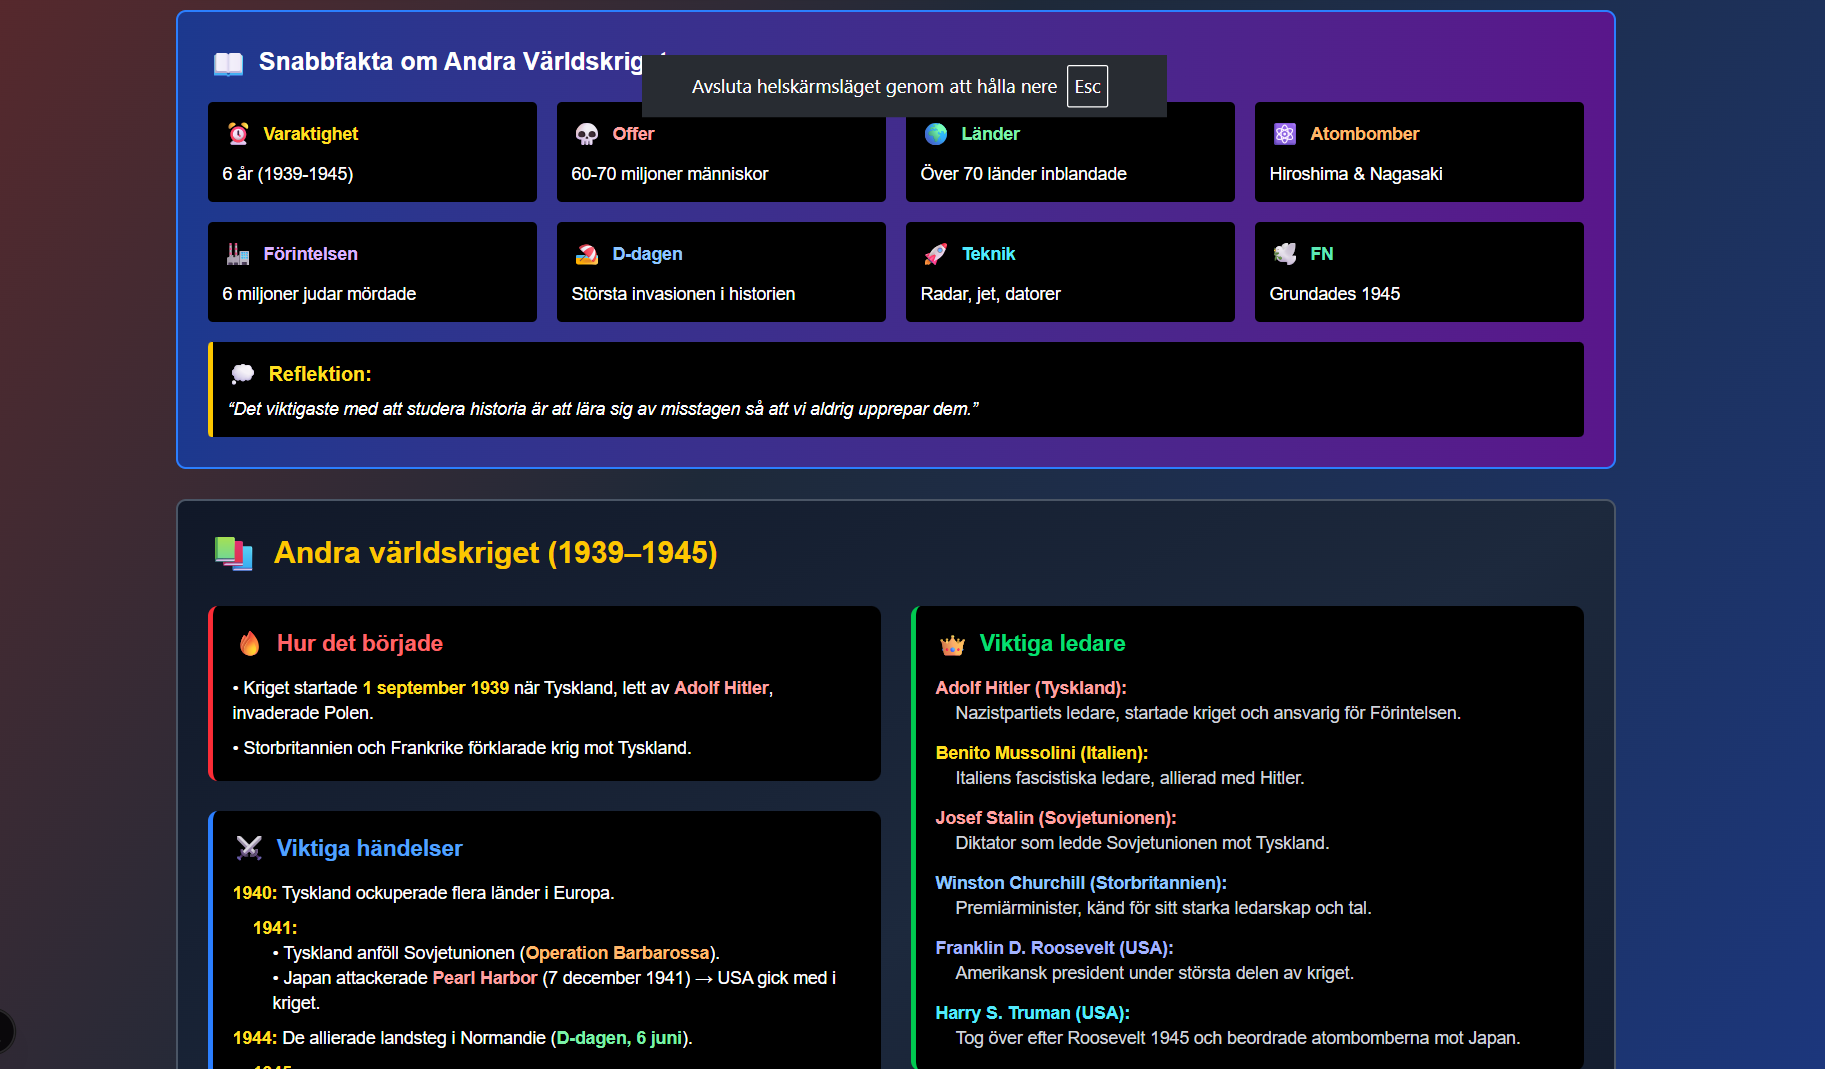 Snabbfakta om Andra Världskriget
Avsluta helskärmsläget genom att hålla nere Esc
Varaktighet
6 år (1939-1945)
Offer
60-70 miljoner människor
Länder
Över 70 länder inblandade
Atombomber
Hiroshima & Nagasaki
Förintelsen
6 miljoner judar mördade
D-dagen
Största invasionen i historien
Teknik
Radar, jet, datorer
FN
Grundades 1945
Reflektion:
“Det viktigaste med att studera historia är att lära sig av misstagen så att vi aldrig upprepar dem.”
Andra världskriget (1939–1945)
Hur det började
• Kriget startade 1 september 1939 när Tyskland, lett av Adolf Hitler,
invaderade Polen.
• Storbritannien och Frankrike förklarade krig mot Tyskland.
Viktiga händelser
1940: Tyskland ockuperade flera länder i Europa.
1941:
• Tyskland anföll Sovjetunionen (Operation Barbarossa).
• Japan attackerade Pearl Harbor (7 december 1941) → USA gick med i
kriget.
1944: De allierade landsteg i Normandie (D-dagen, 6 juni).
1945:
Viktiga ledare
Adolf Hitler (Tyskland):
Nazistpartiets ledare, startade kriget och ansvarig för Förintelsen.
Benito Mussolini (Italien):
Italiens fascistiska ledare, allierad med Hitler.
Josef Stalin (Sovjetunionen):
Diktator som ledde Sovjetunionen mot Tyskland.
Winston Churchill (Storbritannien):
Premiärminister, känd för sitt starka ledarskap och tal.
Franklin D. Roosevelt (USA):
Amerikansk president under största delen av kriget.
Harry S. Truman (USA):
Tog över efter Roosevelt 1945 och beordrade atombomberna mot Japan.